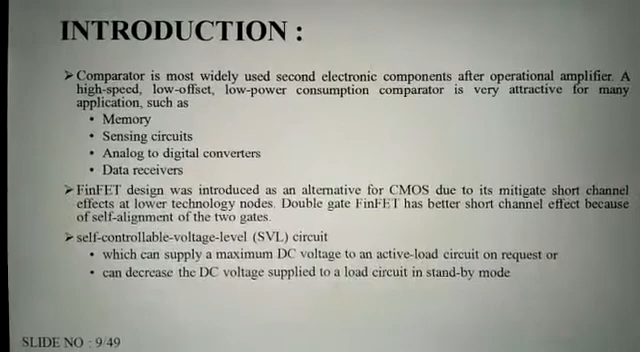 INTRODUCTION :
➢ Comparator is most widely used second electronic components after operational amplifier. A
high-speed, low-offset, low-power consumption comparator is very attractive for many
application, such as
• Memory
• Sensing circuits
• Analog to digital converters
• Data receivers
➢ FinFET design was introduced as an alternative for CMOS due to its mitigate short channel
effects at lower technology nodes. Double gate FinFET has better short channel effect because
of self-alignment of the two gates.
➢ self-controllable-voltage-level (SVL) circuit
• which can supply a maximum DC voltage to an active-load circuit on request or
• can decrease the DC voltage supplied to a load circuit in stand-by mode
SLIDE NO : 9/49